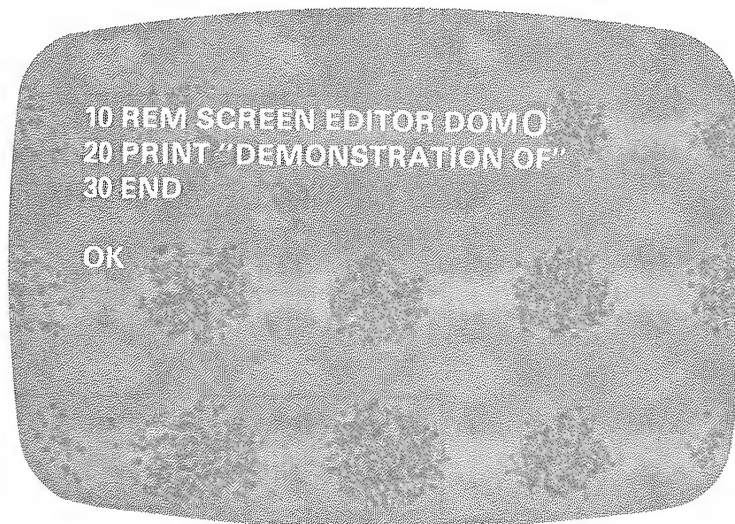 10 REM SCREEN EDITOR DOMO
20 PRINT "DEMONSTRATION OF"
30 END
OK